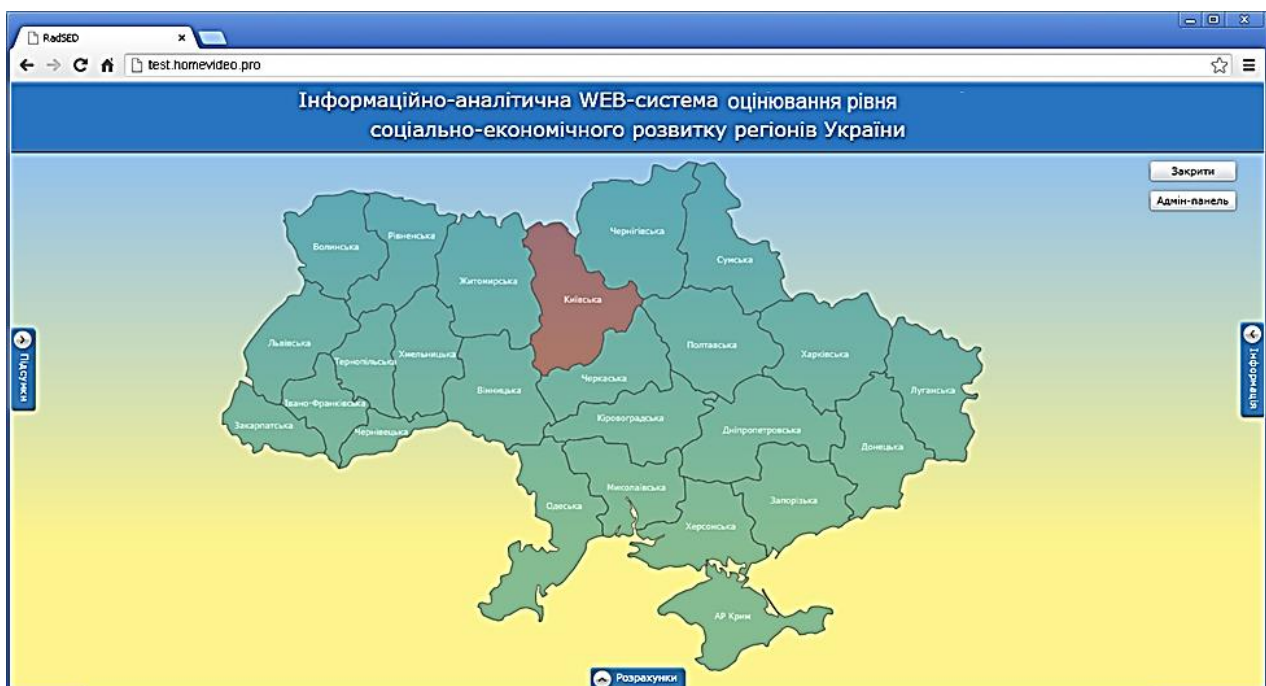 RadSED
test.homevideo.pro
Інформаційно-аналітична WEB-система оцінювання рівня
соціально-економічного розвитку регіонів України
Закрити
Адмін-панель
Чернігівська
Рівненська
Волинська
Сумська
Житомирська
Київська
Львівська
Полтавська
Тернопільська
Хмельницька
Харківська
Черкаська
Вінницька
Луганська
Івано-Франківська
Кіровоградська
Закарпатська
Чернівецька
Дніпропетровська
Донецька
Миколаївська
Запорізька
Одеська
Херсонська
АР Крим
Підсумки
Інформація
Розрахунки